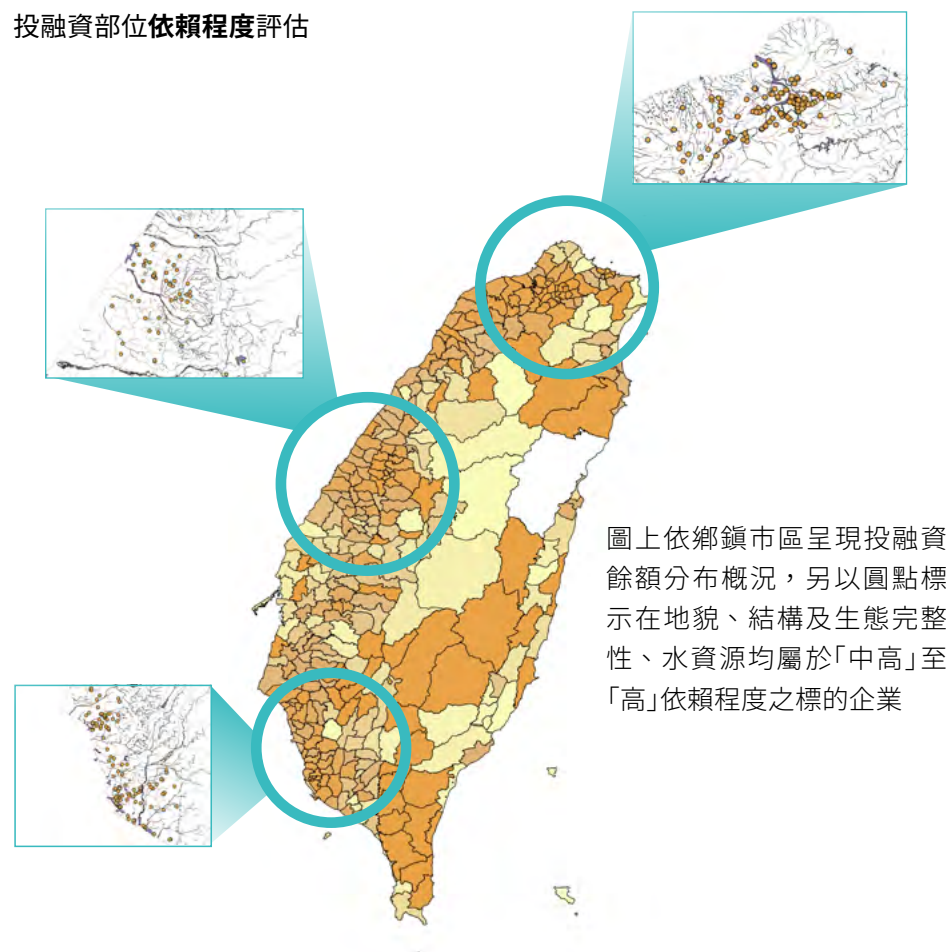 投融資部位依賴程度評估
圖上依鄉鎮市區呈現投融資
餘額分布概況，另以圓點標
示在地貌、結構及生態完整
性、水資源均屬於「中高」至
「高」依賴程度之標的企業